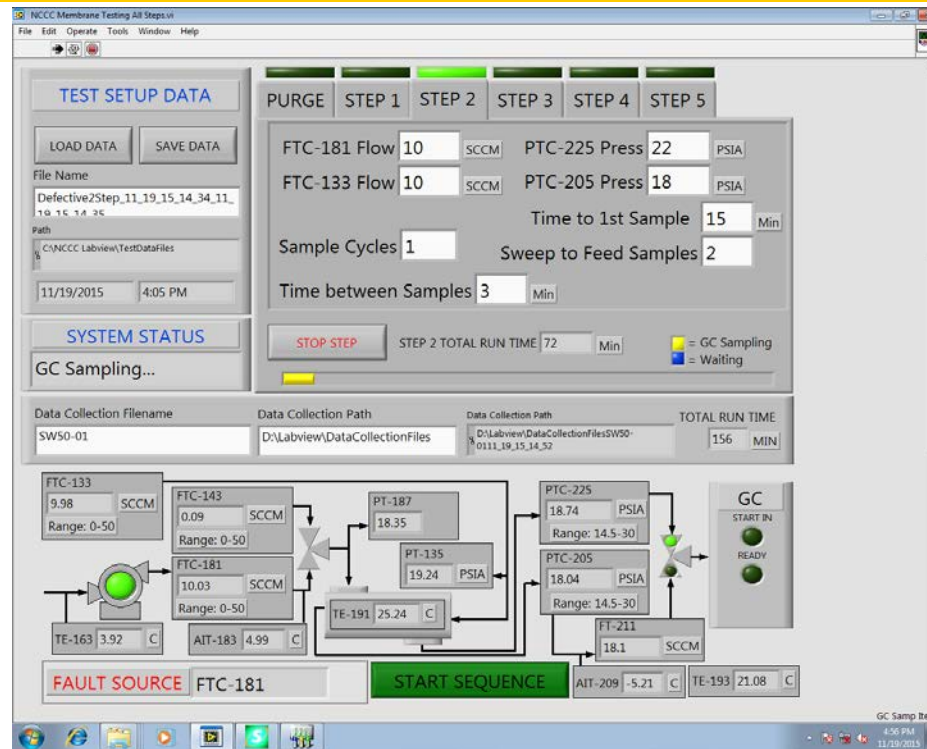 NCCC Membrane Testing All Steps.vi
File Edit Operate Tools Window Help
TEST SETUP DATA
LOAD DATA SAVE DATA
File Name
Defective2Step_11_19_15_14_34_11_
19_15_14_35
Path
C:\NCCC Labview\TestDataFiles
11/19/2015 4:05 PM
SYSTEM STATUS
GC Sampling...
PURGE STEP 1 STEP 2 STEP 3 STEP 4 STEP 5
FTC-181 Flow 10 SCCM PTC-225 Press 22 PSIA
FTC-133 Flow 10 SCCM PTC-205 Press 18 PSIA
Time to 1st Sample 15 Min
Sample Cycles 1 Sweep to Feed Samples 2
Time between Samples 3 Min
STOP STEP STEP 2 TOTAL RUN TIME 72 Min = GC Sampling
= Waiting
Data Collection Filename Data Collection Path Data Collection Path TOTAL RUN TIME
SW50-01 D:\Labview\DataCollectionFiles D:\Labview\DataCollectionFilesSW50-
0111_19_15_14_52 156 MIN
FTC-133
9.98 SCCM
Range: 0-50
FTC-143
0.09 SCCM
Range: 0-50
FTC-181
10.03 SCCM
Range: 0-50
PT-187
18.35
PT-135
19.24 PSIA
TE-191 25.24 C
PTC-225
18.74 PSIA
Range: 14.5-30
PTC-205
18.04 PSIA
Range: 14.5-30
GC
START IN
READY
FT-211
18.1 SCCM
TE-163 3.92 C AIT-183 4.99 C
FAULT SOURCE FTC-181 START SEQUENCE AIT-209 -5.21 C TE-193 21.08 C
GC Samp Ite
4:56 PM
11/19/2015